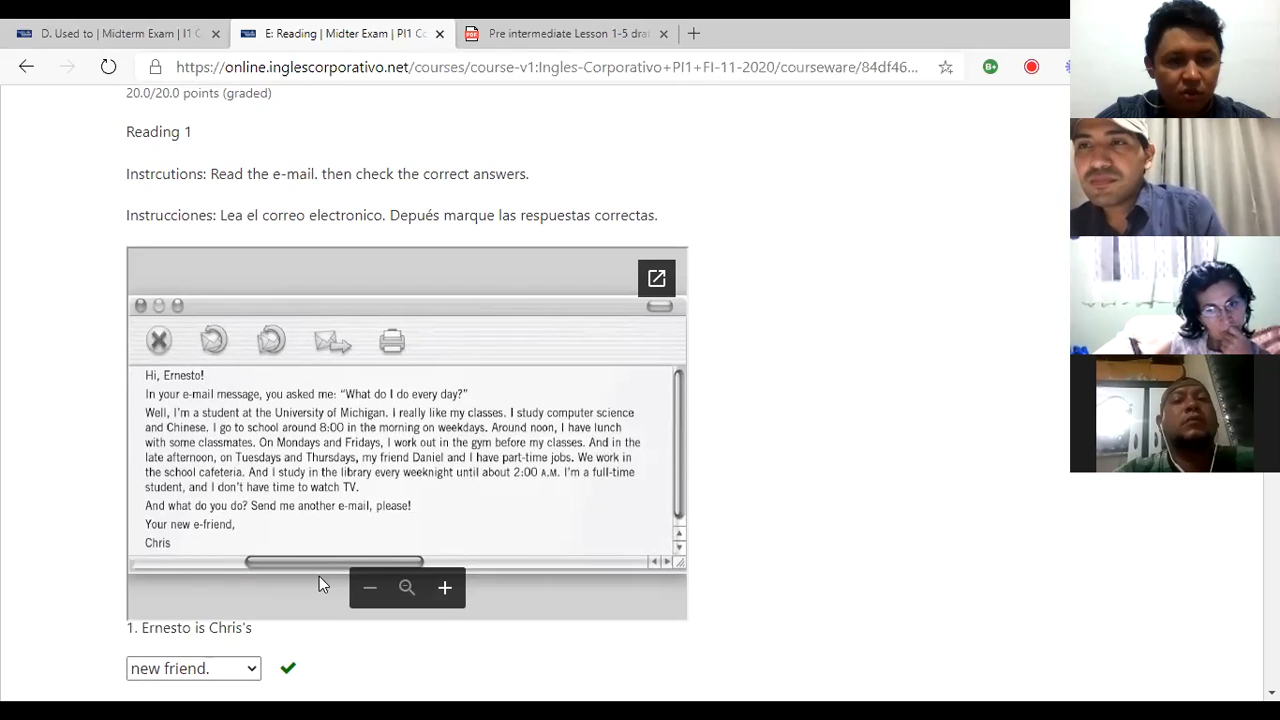 D. Used to | Midterm Exam | I1 C
E: Reading | Midter Exam | PI1 Co
Pre intermediate Lesson 1-5 dra
https://online.inglescorporativo.net/courses/course-v1:Ingles-Corporativo+PI1+FI-11-2020/courseware/84df46...
20.0/20.0 points (graded)
Reading 1
Instrcutions: Read the e-mail. then check the correct answers.
Instrucciones: Lea el correo electronico. Depués marque las respuestas correctas.
Hi, Ernesto!
In your e-mail message, you asked me: “What do I do every day?”
Well, I'm a student at the University of Michigan. I really like my classes. I study computer science
and Chinese. I go to school around 8:00 in the morning on weekdays. Around noon, I have lunch
with some classmates. On Mondays and Fridays, I work out in the gym before my classes. And in the
late afternoon, on Tuesdays and Thursdays, my friend Daniel and I have part-time jobs. We work in
the school cafeteria. And I study in the library every weeknight until about 2:00 A.M. I'm a full-time
student, and I don't have time to watch TV.
And what do you do? Send me another e-mail, please!
Your new e-friend,
Chris
1. Ernesto is Chris's
new friend.